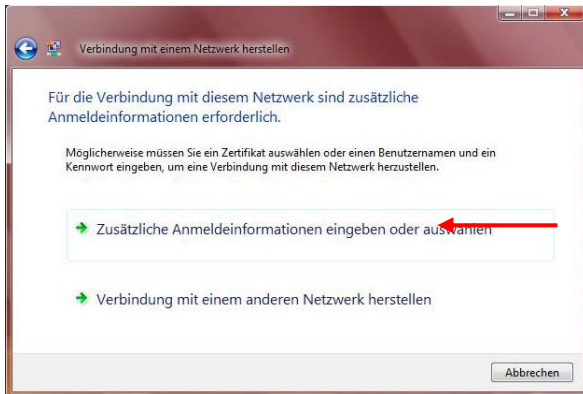 Verbindung mit einem Netzwerk herstellen
Für die Verbindung mit diesem Netzwerk sind zusätzliche
Anmeldeinformationen erforderlich.
Möglicherweise müssen Sie ein Zertifikat auswählen oder einen Benutzernamen und ein
Kennwort eingeben, um eine Verbindung mit diesem Netzwerk herzustellen.
Zusätzliche Anmeldeinformationen eingeben oder auswählen
Verbindung mit einem anderen Netzwerk herstellen
Abbrechen